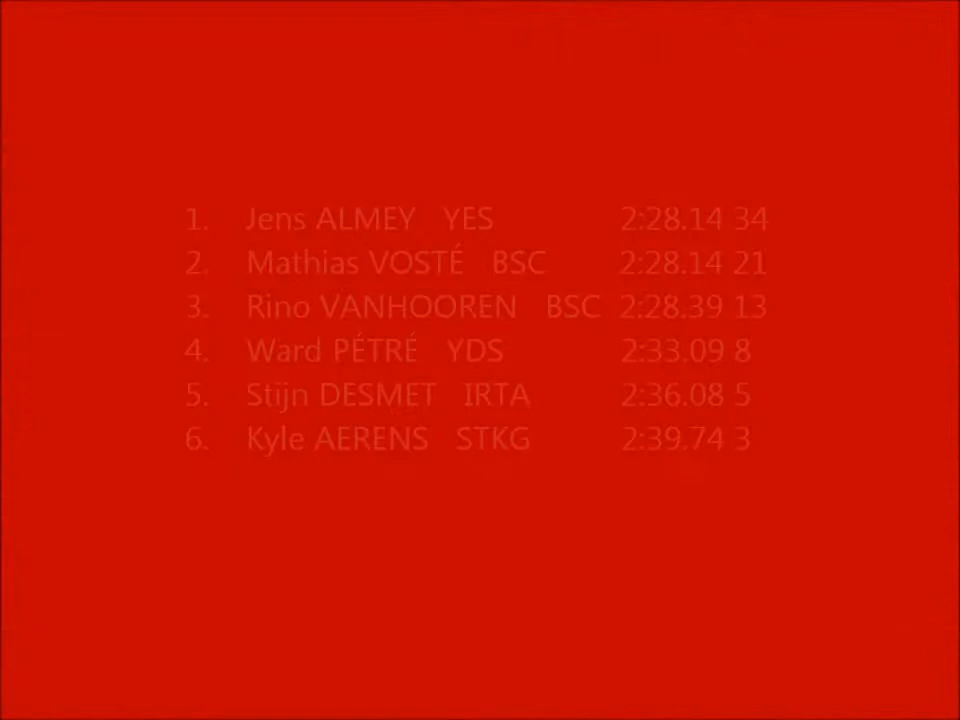 1. Jens ALMEY YES 2:28.14 34
2. Mathias VOSTÉ BSC 2:28.14 21
3. Rino VANHOOREN BSC 2:28.39 13
4. Ward PÉTRÉ YDS 2:33.09 8
5. Stijn DESMET IRTA 2:36.08 5
6. Kyle AERENS STKG 2:39.74 3